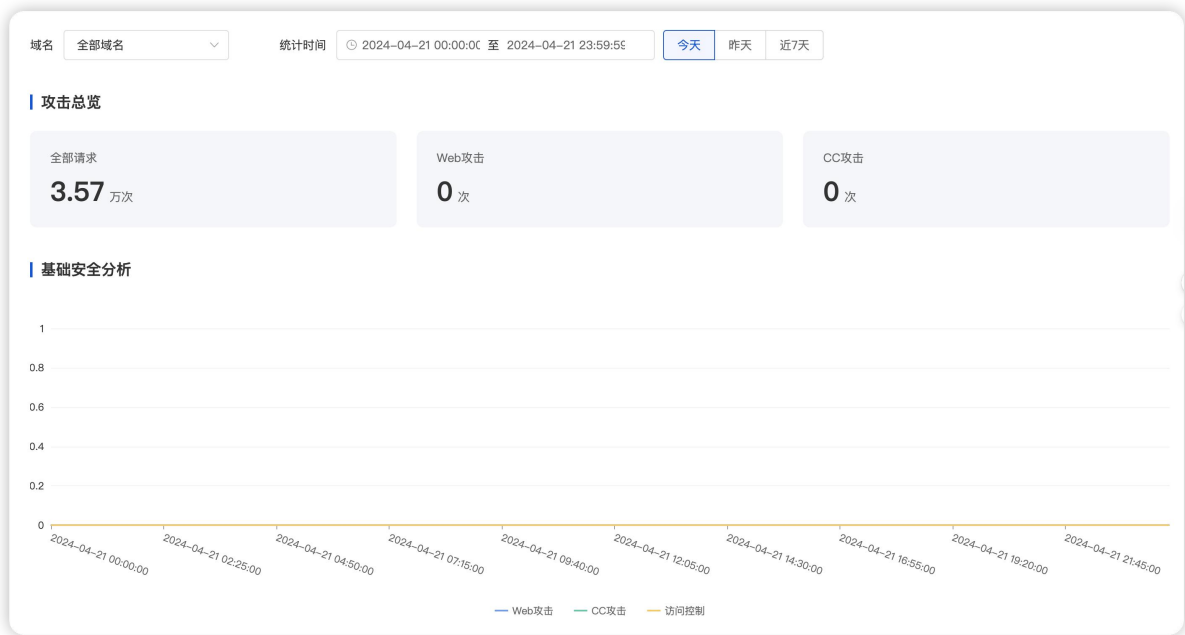 域名 全部域名 统计时间 2024-04-21 00:00:00 至 2024-04-21 23:59:59 今天 昨天 近7天
攻击总览
全部请求 Web攻击 CC攻击
3.57 万次 0 次 0 次
基础安全分析
1
0.8
0.6
0.4
0.2
0
2024-04-21 00:00:00 2024-04-21 02:25:00 2024-04-21 04:50:00 2024-04-21 07:15:00 2024-04-21 09:40:00 2024-04-21 12:05:00 2024-04-21 14:30:00 2024-04-21 16:55:00 2024-04-21 19:20:00 2024-04-21 21:45:00
Web攻击 CC攻击 访问控制